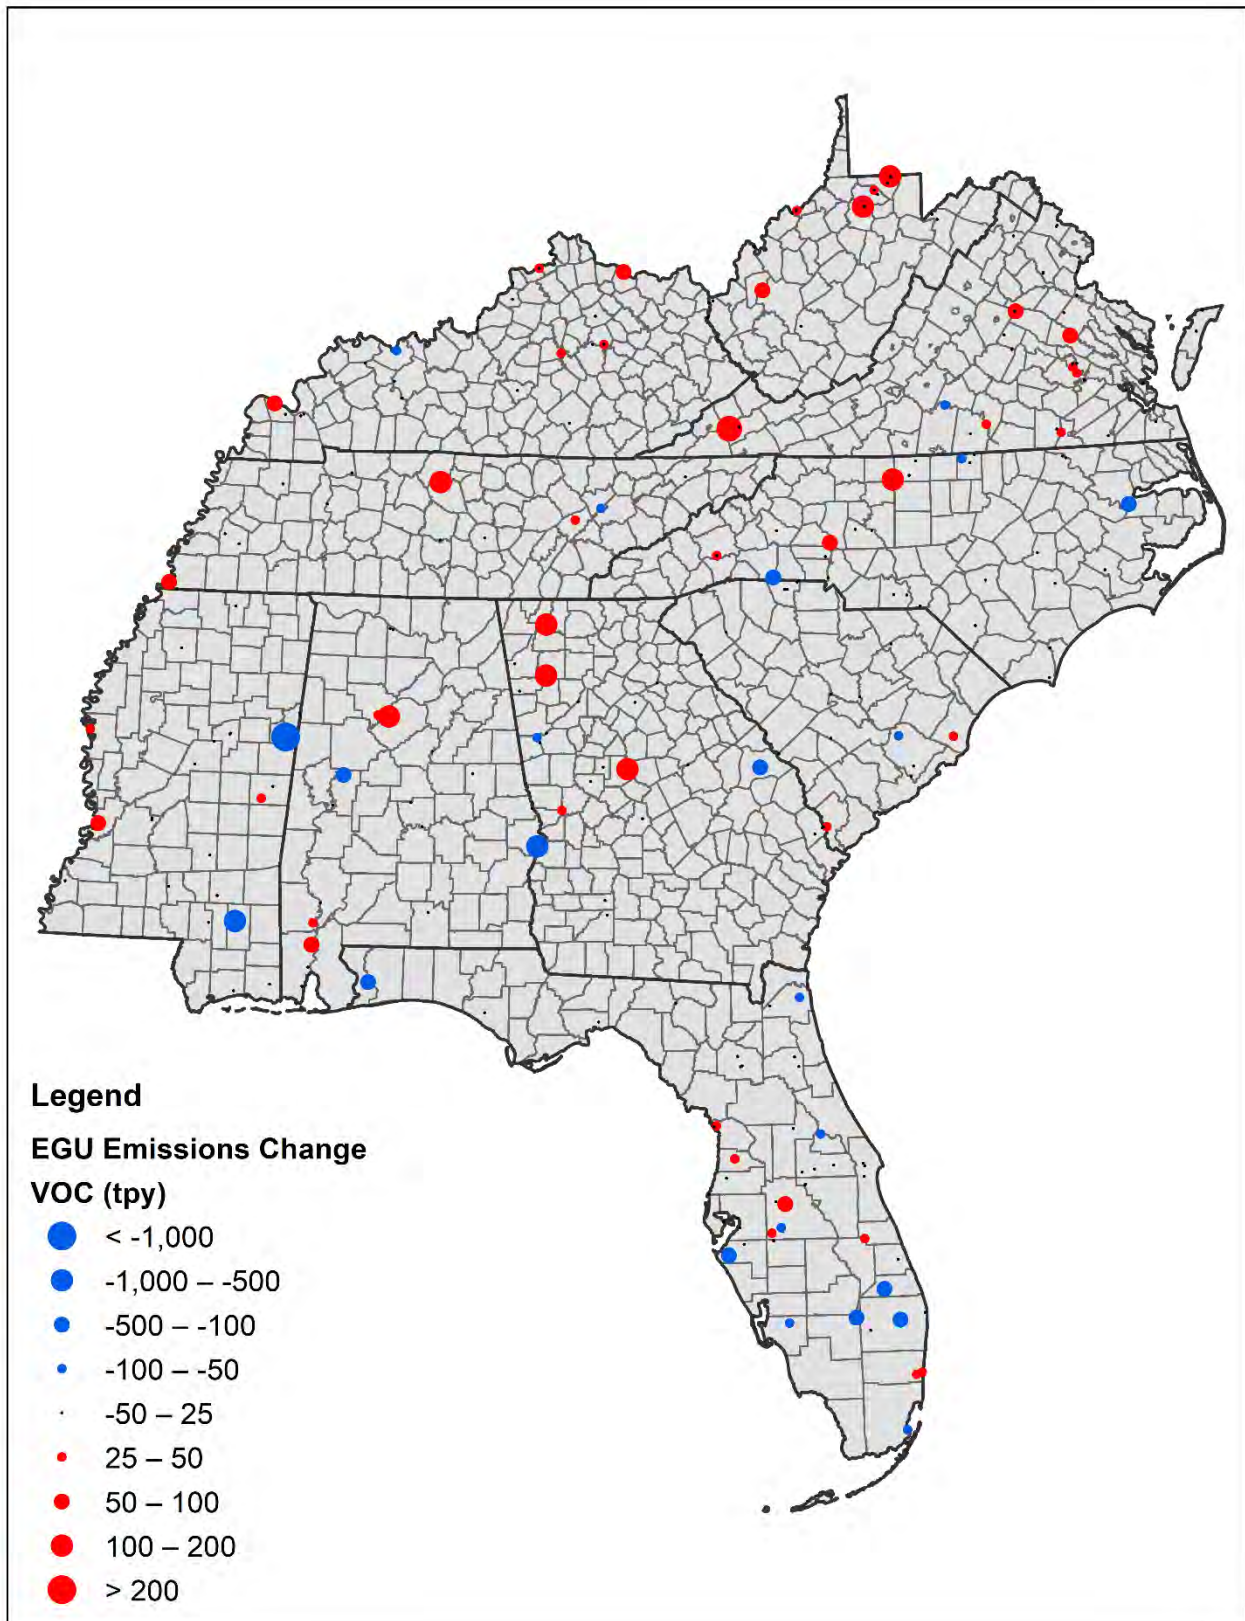 Legend
EGU Emissions Change
VOC (tpy)
< -1,000
-1,000 – -500
-500 – -100
-100 – -50
-50 – 25
25 – 50
50 – 100
100 – 200
> 200